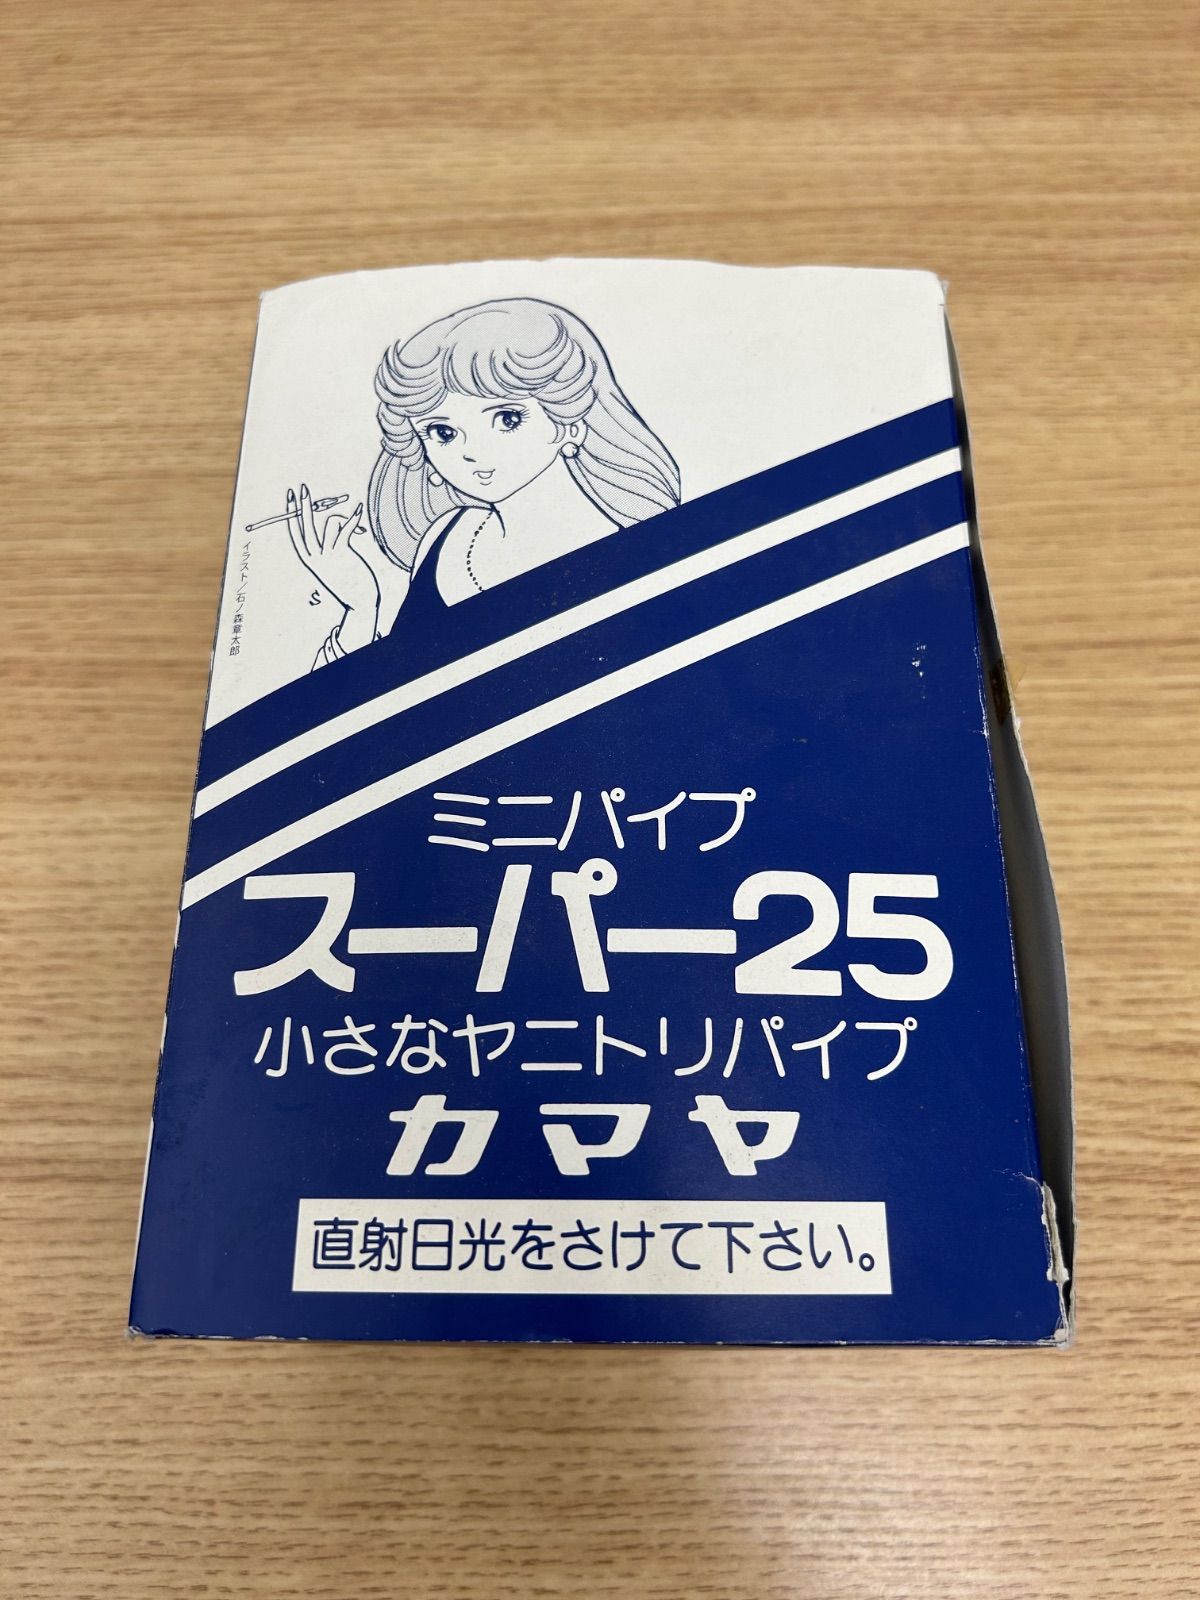 イラスト/石ノ森章太郎
ミニパイプ
スーパー25
小さなヤニトリパイプ
カマヤ
直射日光をさけて下さい。